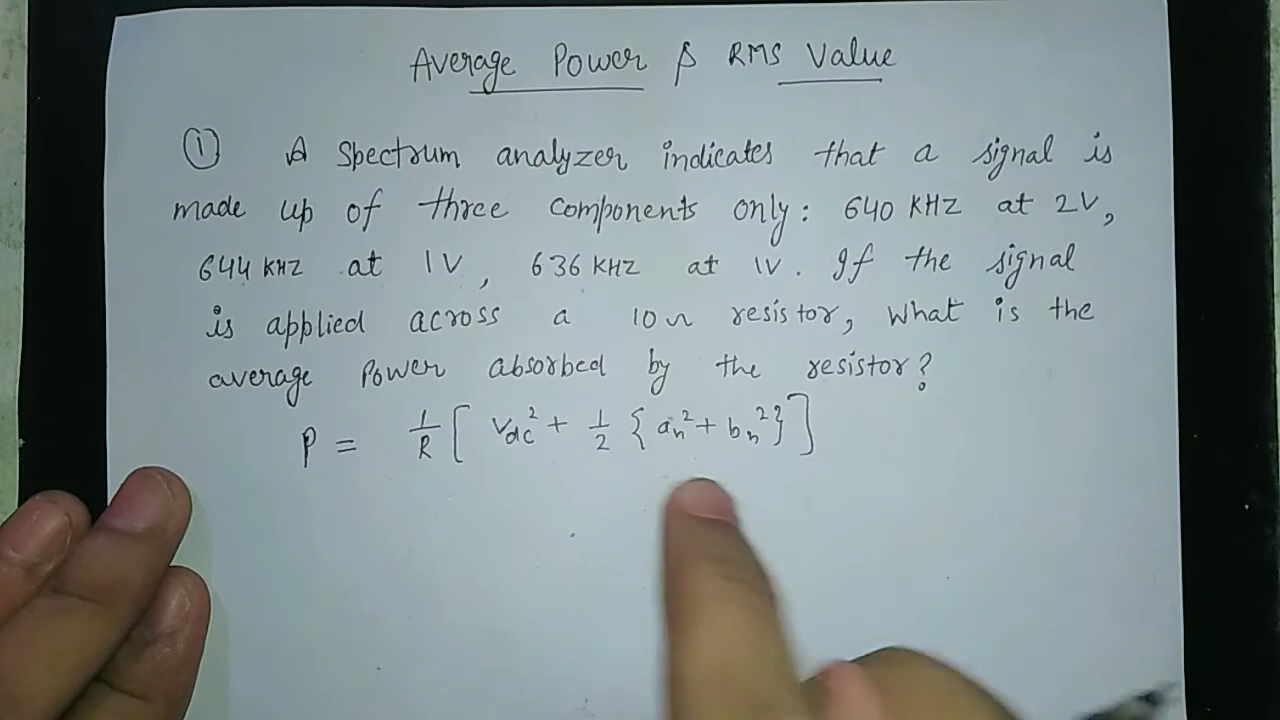 Average Power & RMS Value
① A Spectrum analyzer indicates that a signal is
made up of three components only: 640 KHZ at 2V,
644 KHZ at 1V, 636 KHZ at 1V. If the signal
is applied across a 10Ω resistor, what is the
average Power absorbed by the resistor?
P = 1/R [ Vdc² + 1/2 { an² + bn² } ]